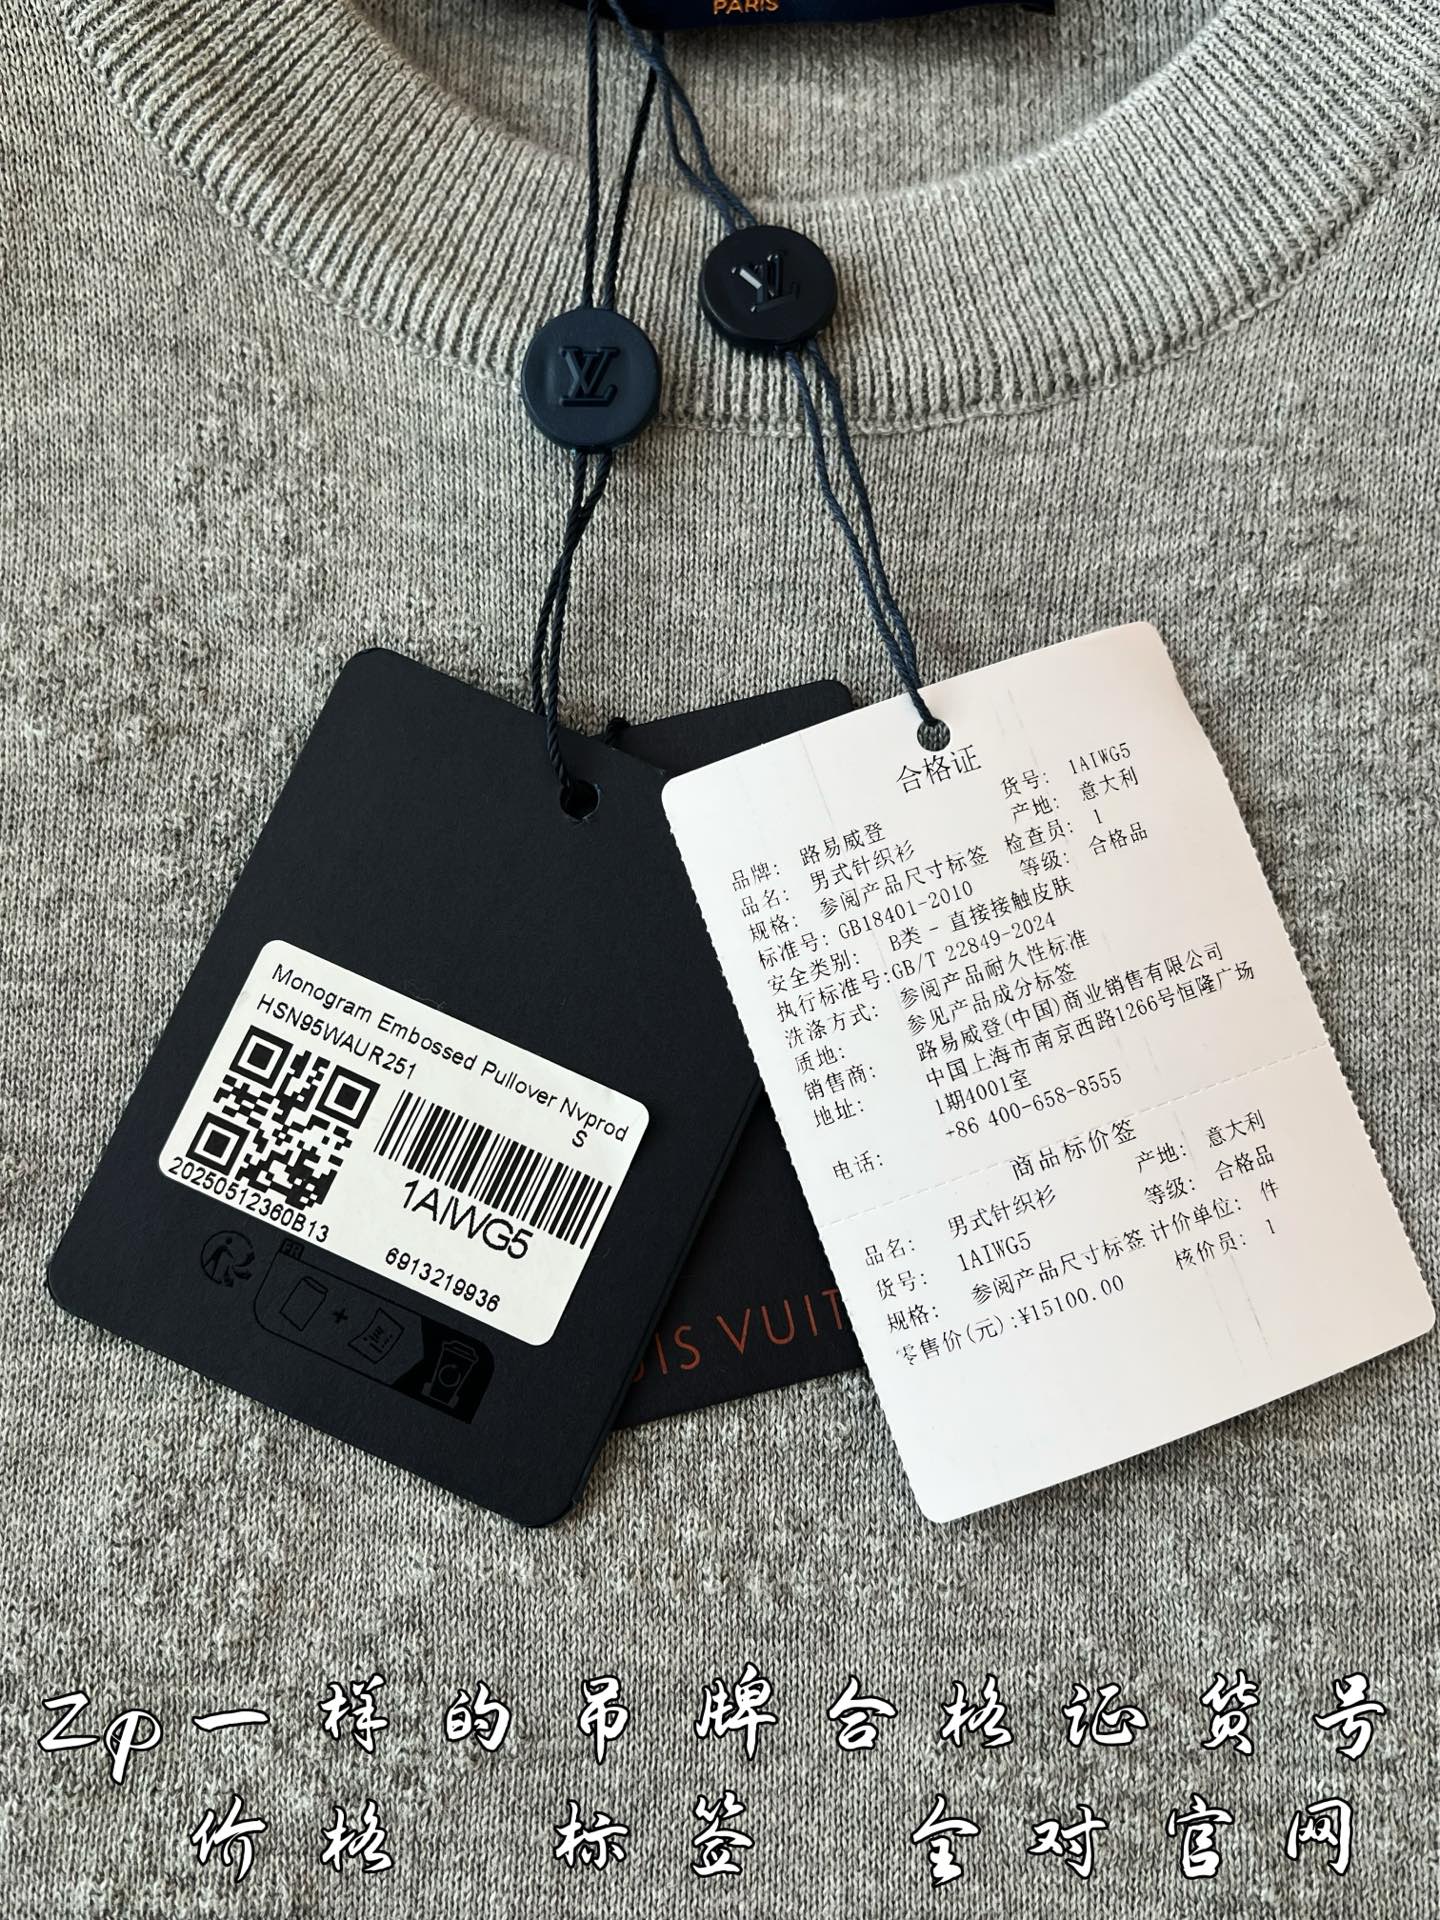 PARIS
LV
LV
Monogram Embossed Pullover Nvprod
HSN95WAUR251
S
1AIWG5
20250512360B13
6913219936
FR
UIS VUIT
合格证
货号: 1AIWG5
产地: 意大利
品牌: 路易威登
检查员: 1
品名: 男式针织衫
等级: 合格品
规格: 参阅产品尺寸标签
标准号: GB18401-2010
安全类别: B类 - 直接接触皮肤
执行标准号:GB/T 22849-2024
洗涤方式: 参阅产品耐久性标准
质地: 参见产品成分标签
销售商: 路易威登(中国)商业销售有限公司
地址: 中国上海市南京西路1266号恒隆广场
1期4001室
电话: +86 400-658-8555
商品标价签
品名: 男式针织衫
产地: 意大利
货号: 1AIWG5
等级: 合格品
规格: 参阅产品尺寸标签
计价单位: 件
零售价(元):¥15100.00
核价员: 1
Zp一样的吊牌合格证货号
价格 标签 全对官网